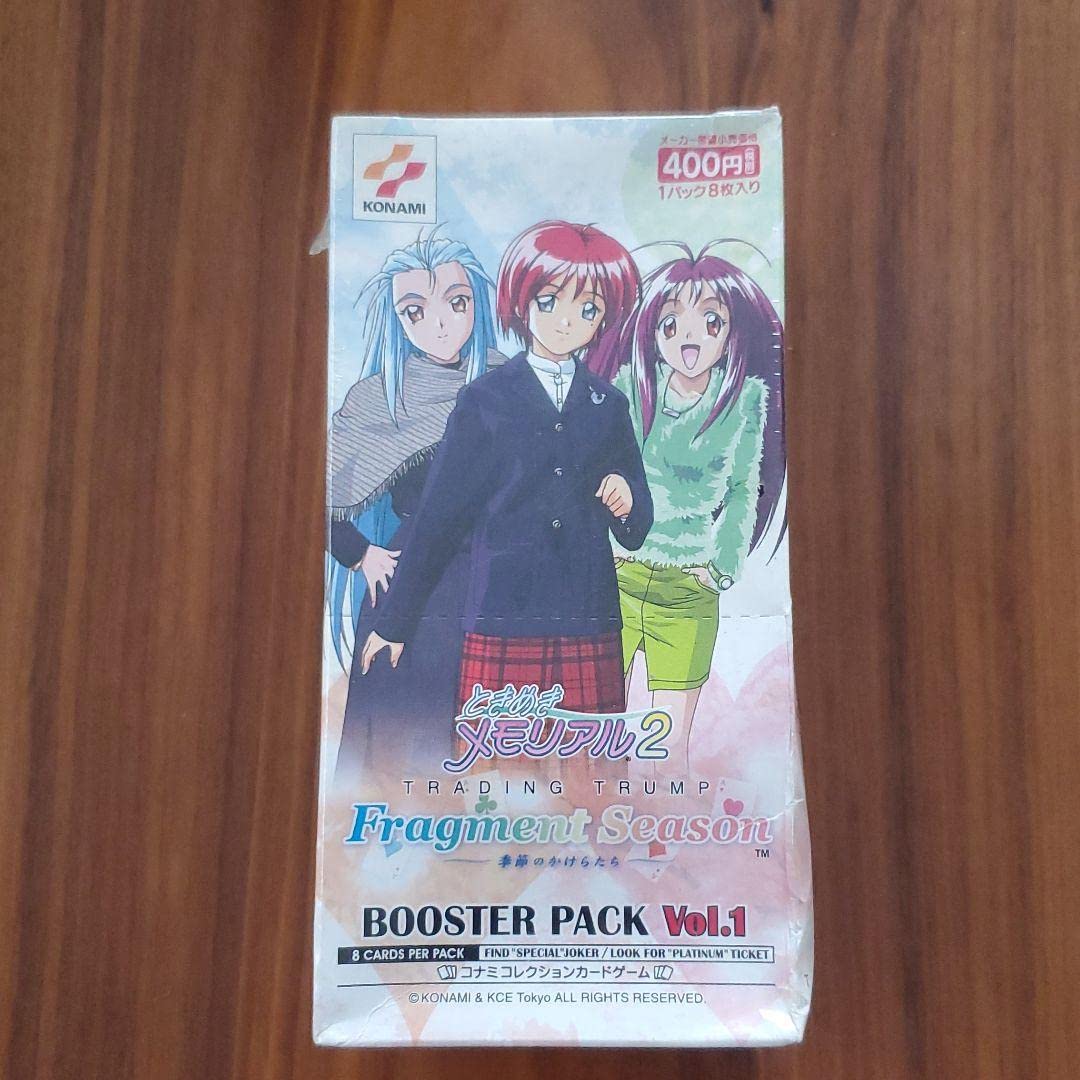 KONAMI
メーカー希望小売価格
400円(税別)
1パック8枚入り
ときめき
メモリアル2
TRADING TRUMP
Fragment Season
TM
季節のかけらたち
BOOSTER PACK Vol.1
8 CARDS PER PACK FIND "SPECIAL" JOKER / LOOK FOR "PLATINUM" TICKET
コナミコレクションカードゲーム
©KONAMI & KCE Tokyo ALL RIGHTS RESERVED.